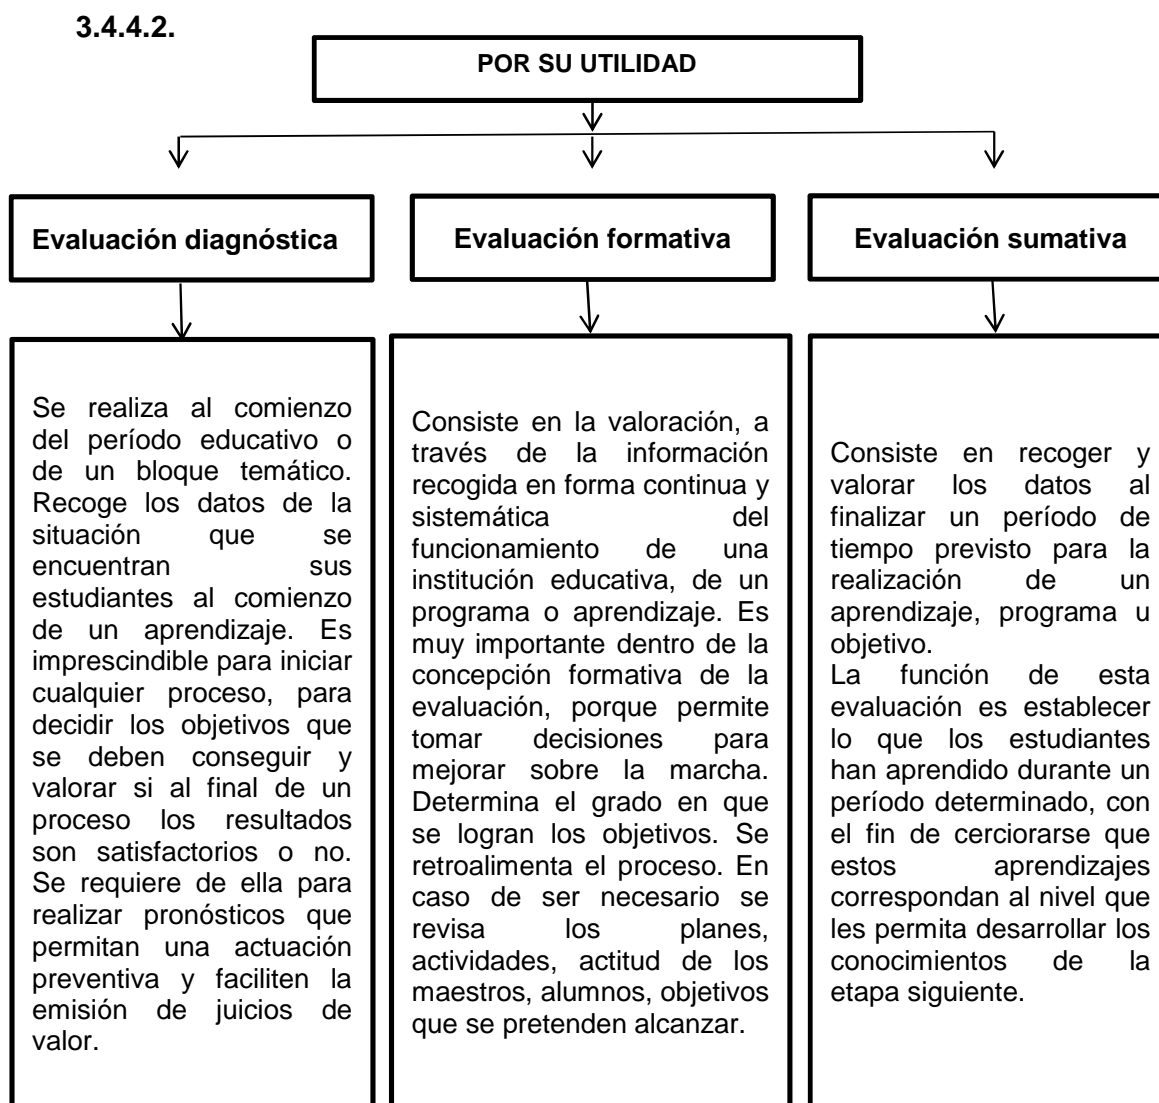 3.4.4.2.
POR SU UTILIDAD
Evaluación diagnóstica
Evaluación formativa
Evaluación sumativa
Se realiza al comienzo
del período educativo o
de un bloque temático.
Recoge los datos de la
situación que se
encuentran sus
estudiantes al comienzo
de un aprendizaje. Es
imprescindible para iniciar
cualquier proceso, para
decidir los objetivos que
se deben conseguir y
valorar si al final de un
proceso los resultados
son satisfactorios o no.
Se requiere de ella para
realizar pronósticos que
permitan una actuación
preventiva y faciliten la
emisión de juicios de
valor.
Consiste en la valoración, a
través de la información
recogida en forma continua y
sistemática del
funcionamiento de una
institución educativa, de un
programa o aprendizaje. Es
muy importante dentro de la
concepción formativa de la
evaluación, porque permite
tomar decisiones para
mejorar sobre la marcha.
Determina el grado en que
se logran los objetivos. Se
retroalimenta el proceso. En
caso de ser necesario se
revisa los planes,
actividades, actitud de los
maestros, alumnos, objetivos
que se pretenden alcanzar.
Consiste en recoger y
valorar los datos al
finalizar un período de
tiempo previsto para la
realización de un
aprendizaje, programa u
objetivo.
La función de esta
evaluación es establecer
lo que los estudiantes
han aprendido durante un
período determinado, con
el fin de cerciorarse que
estos aprendizajes
correspondan al nivel que
les permita desarrollar los
conocimientos de la
etapa siguiente.